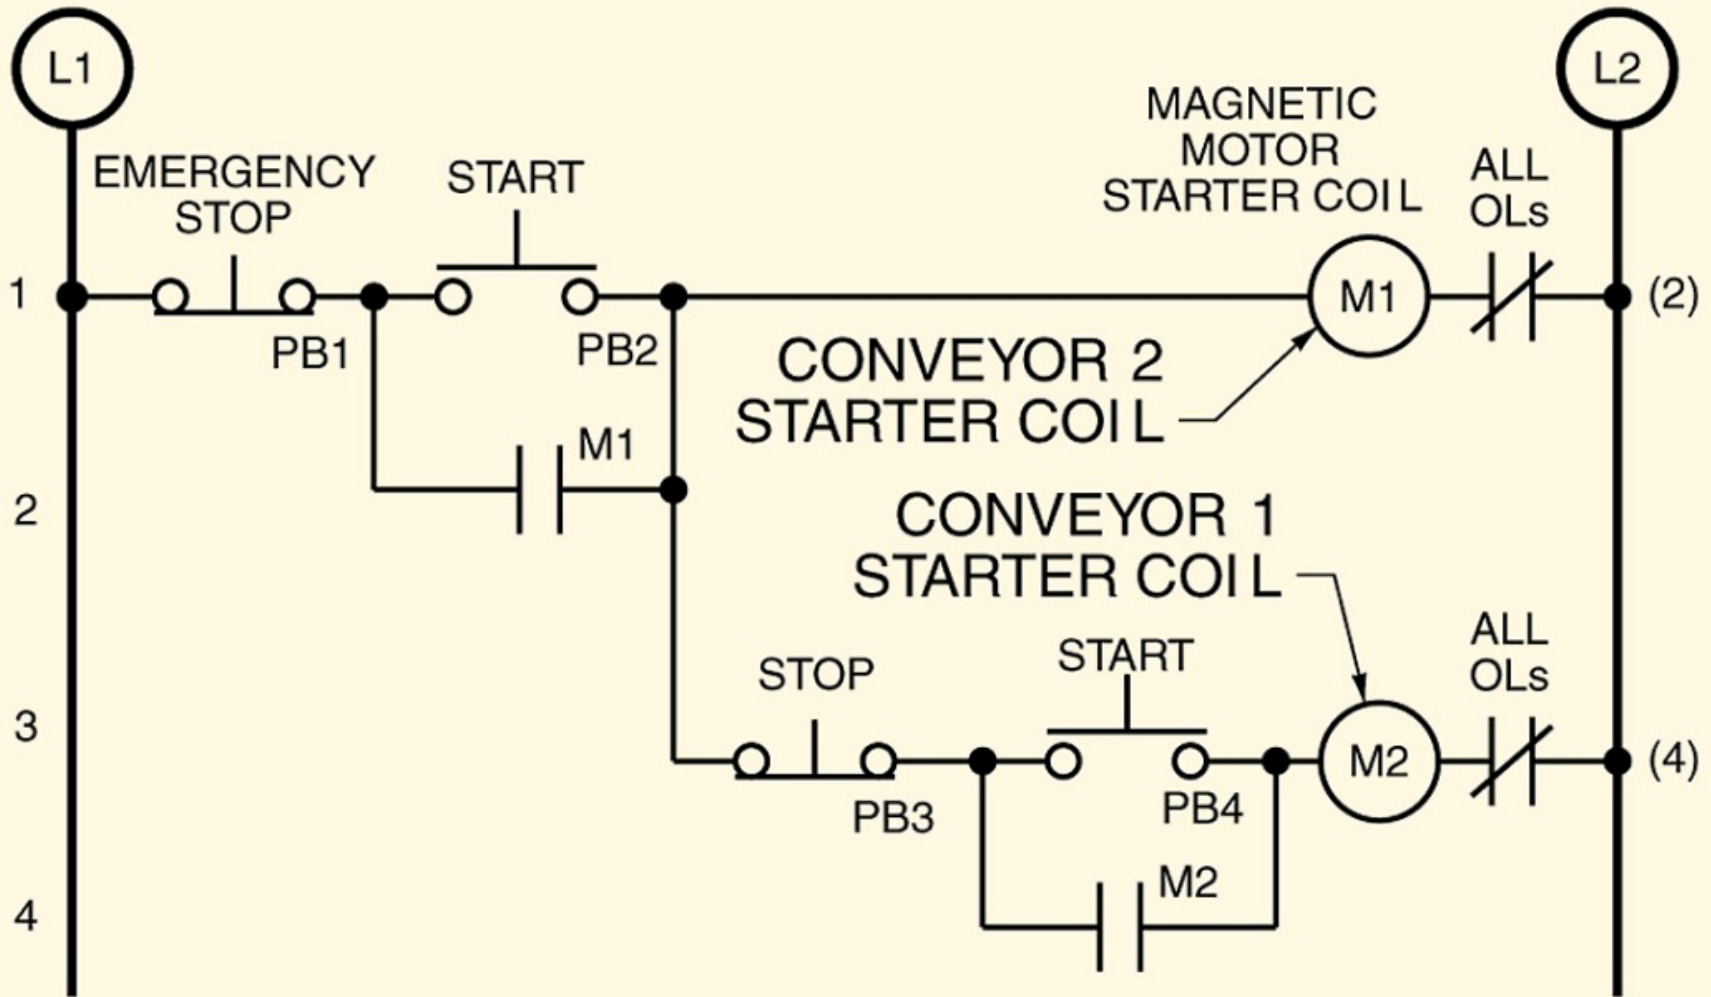 L1
L2
MAGNETIC
MOTOR
STARTER COIL
ALL
OLs
EMERGENCY
STOP
START
1
M1
(2)
PB1
PB2
CONVEYOR 2
STARTER COIL
M1
2
CONVEYOR 1
STARTER COIL
ALL
OLs
STOP
START
3
M2
(4)
PB3
PB4
M2
4